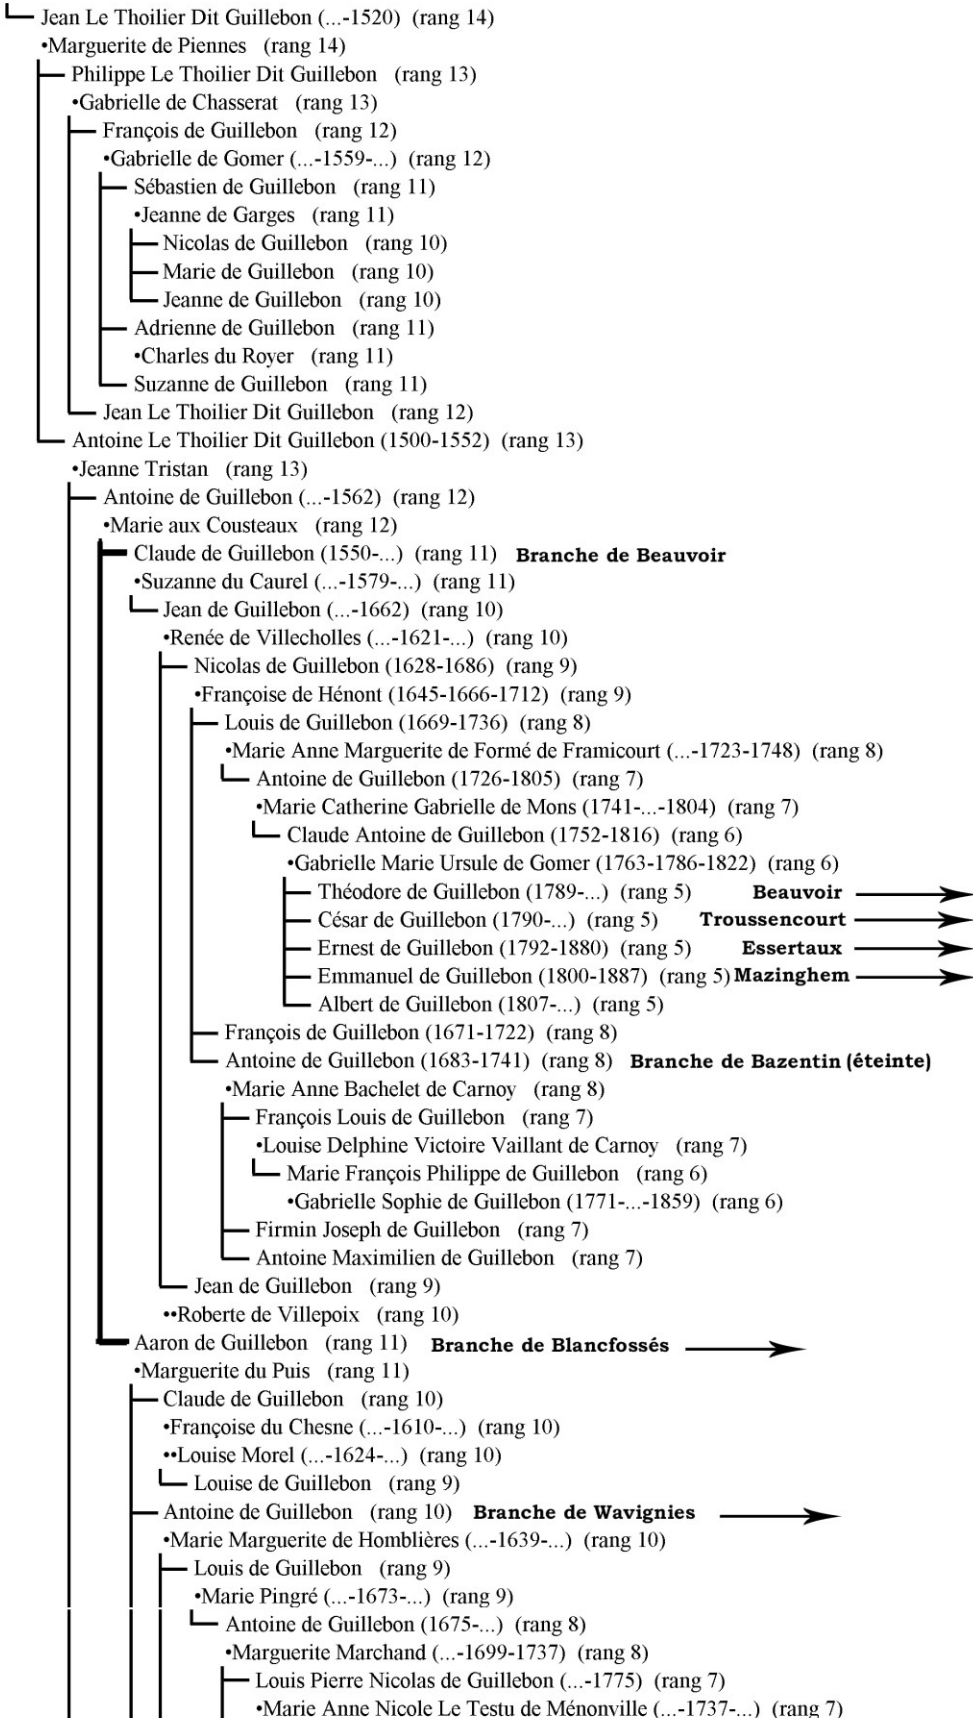 Jean Le Thoilier Dit Guillebon (...-1520) (rang 14)
•Marguerite de Piennes (rang 14)
Philippe Le Thoilier Dit Guillebon (rang 13)
•Gabrielle de Chasserat (rang 13)
François de Guillebon (rang 12)
•Gabrielle de Gomer (...-1559-...) (rang 12)
Sébastien de Guillebon (rang 11)
•Jeanne de Garges (rang 11)
Nicolas de Guillebon (rang 10)
Marie de Guillebon (rang 10)
Jeanne de Guillebon (rang 10)
Adrienne de Guillebon (rang 11)
•Charles du Royer (rang 11)
Suzanne de Guillebon (rang 11)
Jean Le Thoilier Dit Guillebon (rang 12)
Antoine Le Thoilier Dit Guillebon (1500-1552) (rang 13)
•Jeanne Tristan (rang 13)
Antoine de Guillebon (...-1562) (rang 12)
•Marie aux Cousteaux (rang 12)
Claude de Guillebon (1550-...) (rang 11) Branche de Beauvoir
•Suzanne du Caurel (...-1579-...) (rang 11)
Jean de Guillebon (...-1662) (rang 10)
•Renée de Villecholles (...-1621-...) (rang 10)
Nicolas de Guillebon (1628-1686) (rang 9)
•Françoise de Hénont (1645-1666-1712) (rang 9)
Louis de Guillebon (1669-1736) (rang 8)
•Marie Anne Marguerite de Formé de Framicourt (...-1723-1748) (rang 8)
Antoine de Guillebon (1726-1805) (rang 7)
•Marie Catherine Gabrielle de Mons (1741-...-1804) (rang 7)
Claude Antoine de Guillebon (1752-1816) (rang 6)
•Gabrielle Marie Ursule de Gomer (1763-1786-1822) (rang 6)
Théodore de Guillebon (1789-...) (rang 5) Beauvoir
César de Guillebon (1790-...) (rang 5) Troussencourt
Ernest de Guillebon (1792-1880) (rang 5) Essertaux
Emmanuel de Guillebon (1800-1887) (rang 5) Mazinghem
Albert de Guillebon (1807-...) (rang 5)
François de Guillebon (1671-1722) (rang 8)
Antoine de Guillebon (1683-1741) (rang 8) Branche de Bazentin (éteinte)
•Marie Anne Bachelet de Carnoy (rang 8)
François Louis de Guillebon (rang 7)
•Louise Delphine Victoire Vaillant de Carnoy (rang 7)
Marie François Philippe de Guillebon (rang 6)
•Gabrielle Sophie de Guillebon (1771-...-1859) (rang 6)
Firmin Joseph de Guillebon (rang 7)
Antoine Maximilien de Guillebon (rang 7)
Jean de Guillebon (rang 9)
••Roberte de Villepoix (rang 10)
Aaron de Guillebon (rang 11) Branche de Blancfossés
•Marguerite du Puis (rang 11)
Claude de Guillebon (rang 10)
•Françoise du Chesne (...-1610-...) (rang 10)
••Louise Morel (...-1624-...) (rang 10)
Louise de Guillebon (rang 9)
Antoine de Guillebon (rang 10) Branche de Wavignies
•Marie Marguerite de Homblières (...-1639-...) (rang 10)
Louis de Guillebon (rang 9)
•Marie Pingré (...-1673-...) (rang 9)
Antoine de Guillebon (1675-...) (rang 8)
•Marguerite Marchand (...-1699-1737) (rang 8)
Louis Pierre Nicolas de Guillebon (...-1775) (rang 7)
•Marie Anne Nicole Le Testu de Ménonville (...-1737-...) (rang 7)